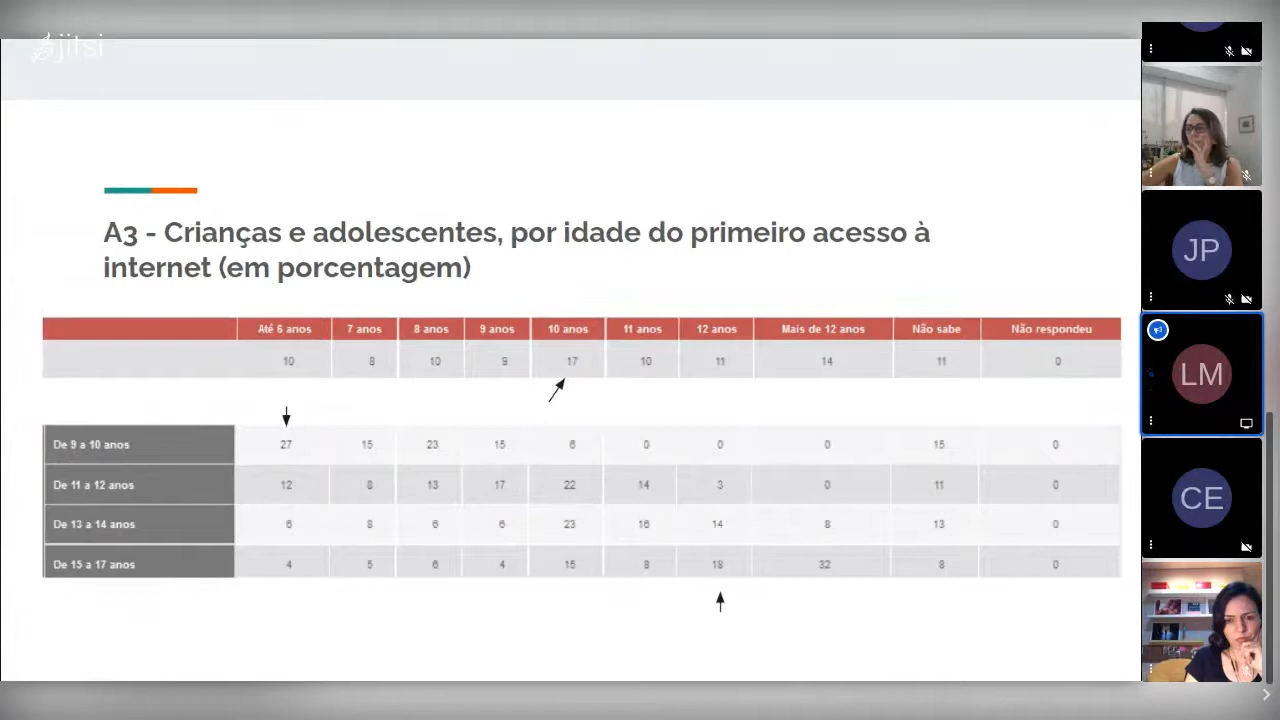 jitsi
A3 - Crianças e adolescentes, por idade do primeiro acesso à
internet (em porcentagem)
Até 6 anos 7 anos 8 anos 9 anos 10 anos 11 anos 12 anos Mais de 12 anos Não sabe Não respondeu
10 8 10 9 17 10 11 14 11 0
De 9 a 10 anos 27 15 23 15 6 0 0 0 15 0
De 11 a 12 anos 12 8 13 17 22 14 3 0 11 0
De 13 a 14 anos 6 8 6 6 23 16 14 8 13 0
De 15 a 17 anos 4 5 6 4 15 8 18 32 8 0
JP
LM
CE